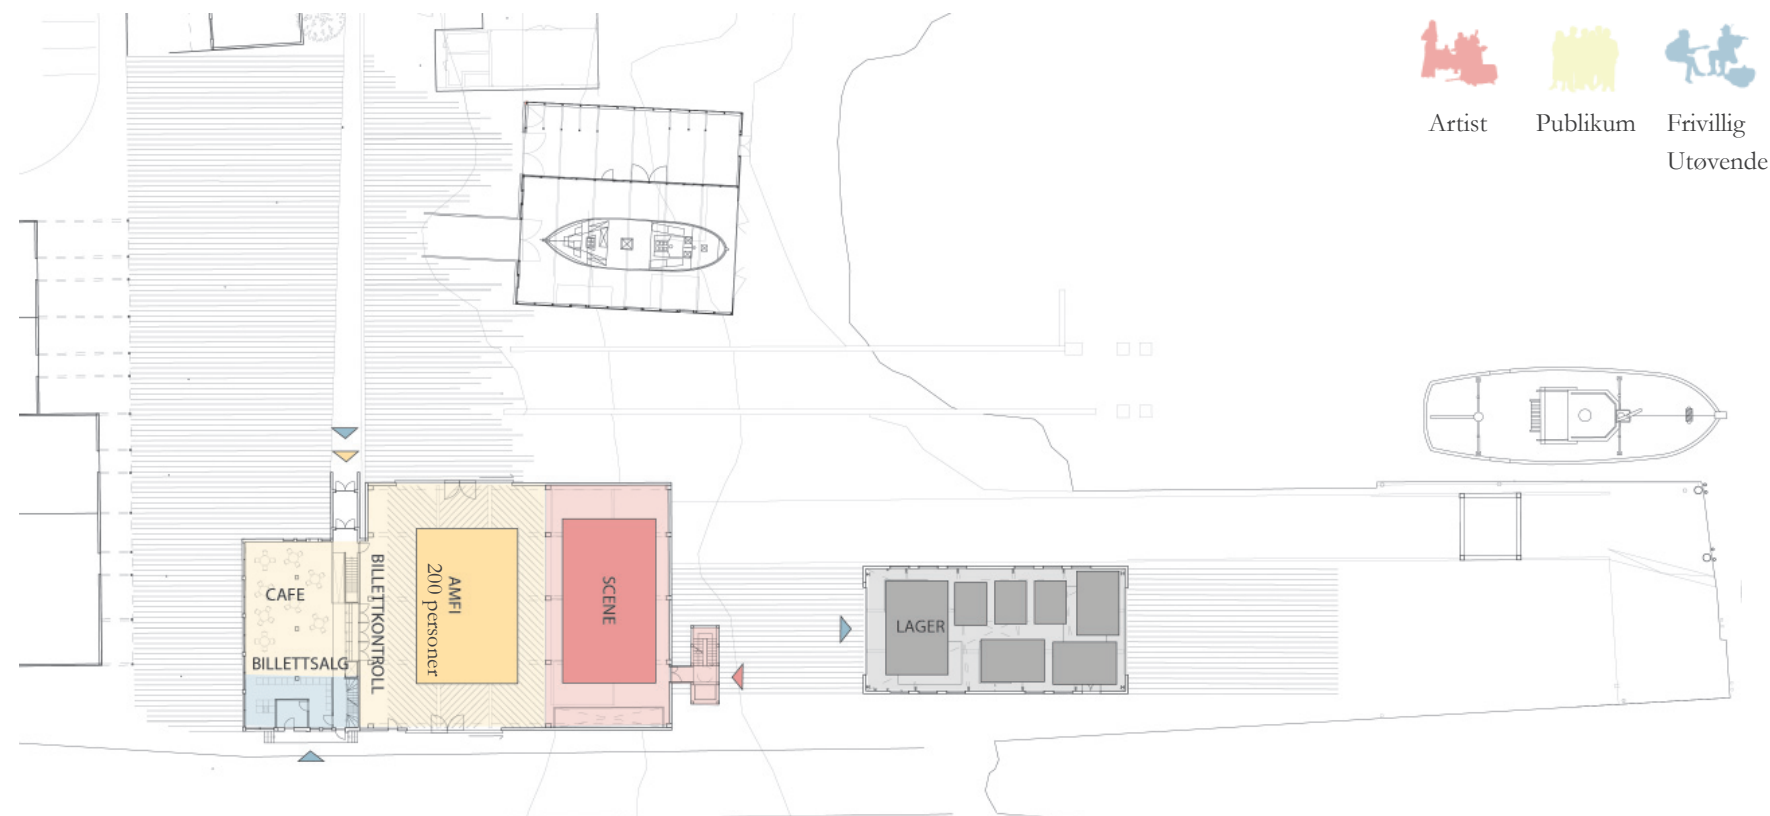 Artist
Publikum
Frivillig
Utøvende
CAFE
BILLETTSALG
BILLETTKONTROLL
AMFI
200 personer
SCENE
LAGER